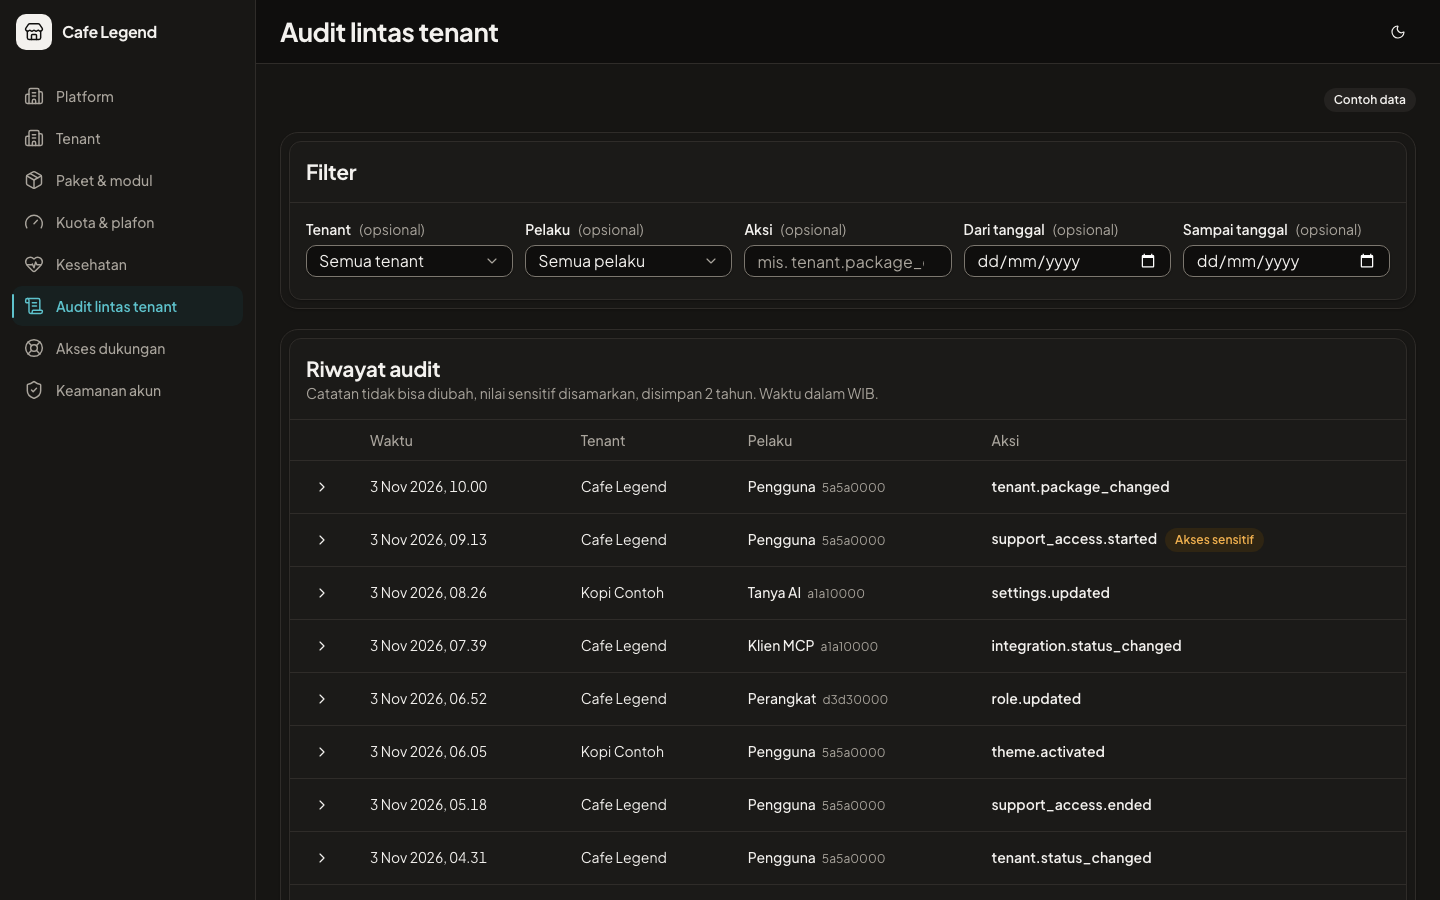 Cafe Legend
Audit lintas tenant
Platform
Tenant
Paket & modul
Kuota & plafon
Kesehatan
Audit lintas tenant
Akses dukungan
Keamanan akun
Contoh data
Filter
Tenant (opsional) Pelaku (opsional) Aksi (opsional) Dari tanggal (opsional) Sampai tanggal (opsional)
Semua tenant Semua pelaku mis. tenant.package_ dd/mm/yyyy dd/mm/yyyy
Riwayat audit
Catatan tidak bisa diubah, nilai sensitif disamarkan, disimpan 2 tahun. Waktu dalam WIB.
Waktu Tenant Pelaku Aksi
3 Nov 2026, 10.00 Cafe Legend Pengguna 5a5a0000 tenant.package_changed
3 Nov 2026, 09.13 Cafe Legend Pengguna 5a5a0000 support_access.started Akses sensitif
3 Nov 2026, 08.26 Kopi Contoh Tanya AI a1a10000 settings.updated
3 Nov 2026, 07.39 Cafe Legend Klien MCP a1a10000 integration.status_changed
3 Nov 2026, 06.52 Cafe Legend Perangkat d3d30000 role.updated
3 Nov 2026, 06.05 Kopi Contoh Pengguna 5a5a0000 theme.activated
3 Nov 2026, 05.18 Cafe Legend Pengguna 5a5a0000 support_access.ended
3 Nov 2026, 04.31 Cafe Legend Pengguna 5a5a0000 tenant.status_changed